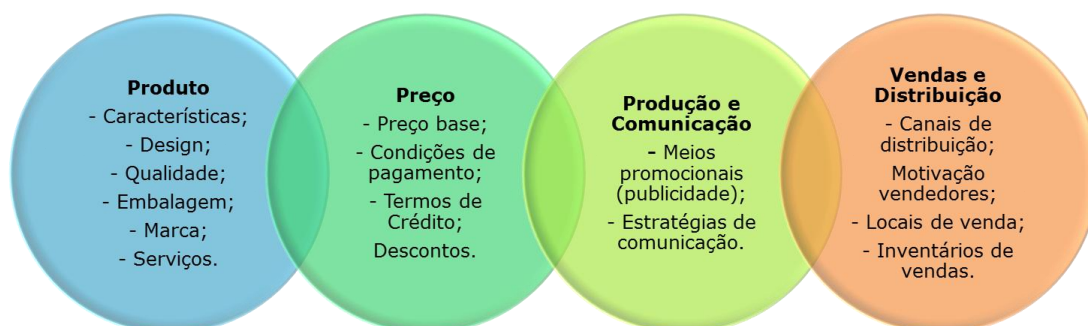 Produto
- Características;
- Design;
- Qualidade;
- Embalagem;
- Marca;
- Serviços.
Preço
- Preço base;
- Condições de
pagamento;
- Termos de
Crédito;
Descontos.
Produção e
Comunicação
- Meios
promocionais
(publicidade);
- Estratégias de
comunicação.
Vendas e
Distribuição
- Canais de
distribuição;
Motivação
vendedores;
- Locais de venda;
- Inventários de
vendas.